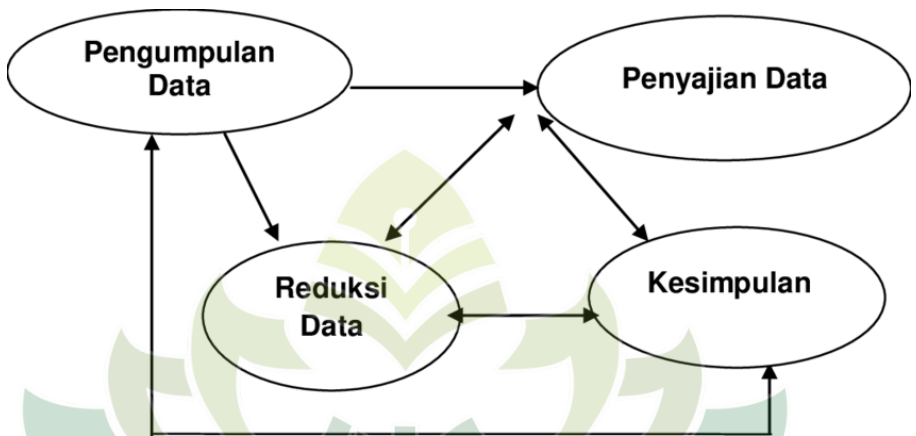 Pengumpulan
Data
Penyajian Data
Reduksi
Data
Kesimpulan